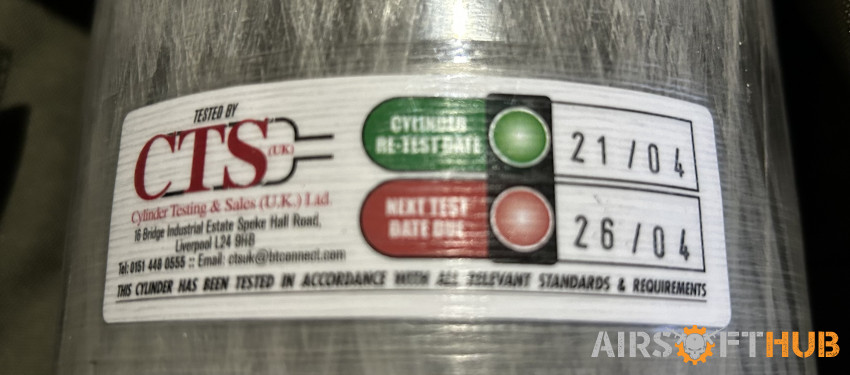 TESTED BY
CTS
(UK)
Cylinder Testing & Sales (U.K.) Ltd.
16 Bridge Industrial Estate Speke Hall Road,
Liverpool L24 9HB
Tel: 0151 448 0555 :: Email: ctsuk@btconnect.com
CYLINDER
RE-TEST DATE
21/04
NEXT TEST
DATE DUE
26/04
THIS CYLINDER HAS BEEN TESTED IN ACCORDANCE WITH ALL RELEVANT STANDARDS & REQUIREMENTS
AIRSOFTHUB